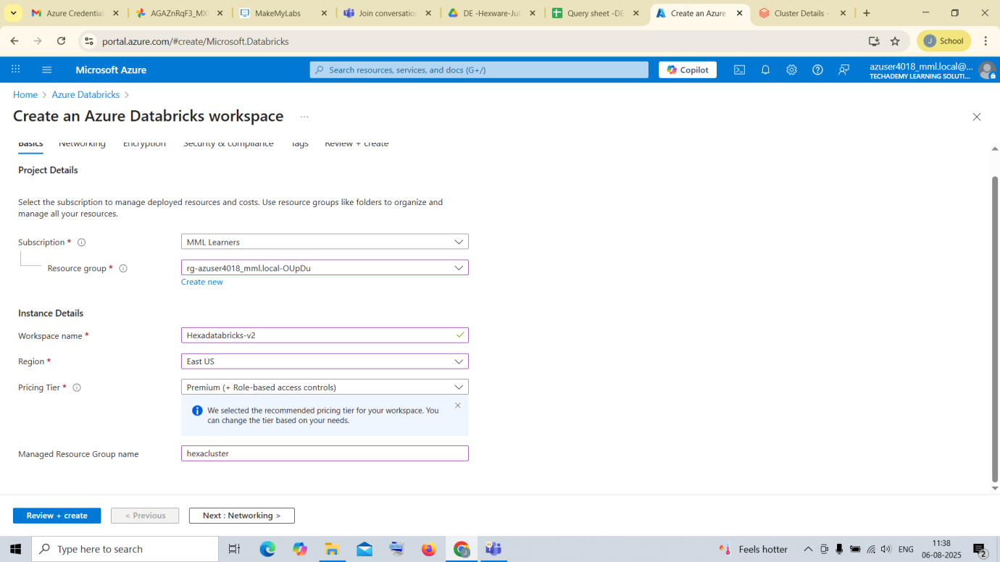 Azure Credential
AGAZnRqF3_MX
MakeMyLabs
Join conversation
DE -Hexware-Jul
Query sheet -DE
Create an Azure
Cluster Details -
portal.azure.com/#create/Microsoft.Databricks
J School
Microsoft Azure
Search resources, services, and docs (G+/)
Copilot
azuser4018_mml.local@...
TECHADEMY LEARNING SOLUTI...
Home > Azure Databricks >
Create an Azure Databricks workspace ...
Basics Networking Encryption Security & compliance Tags Review + create
Project Details
Select the subscription to manage deployed resources and costs. Use resource groups like folders to organize and
manage all your resources.
Subscription *
MML Learners
Resource group *
rg-azuser4018_mml.local-OUpDu
Create new
Instance Details
Workspace name *
Hexadatabricks-v2
Region *
East US
Pricing Tier *
Premium (+ Role-based access controls)
We selected the recommended pricing tier for your workspace. You
can change the tier based on your needs.
Managed Resource Group name
hexacluster
Review + create
< Previous
Next : Networking >
Type here to search
Feels hotter
ENG
11:38
06-08-2025
2